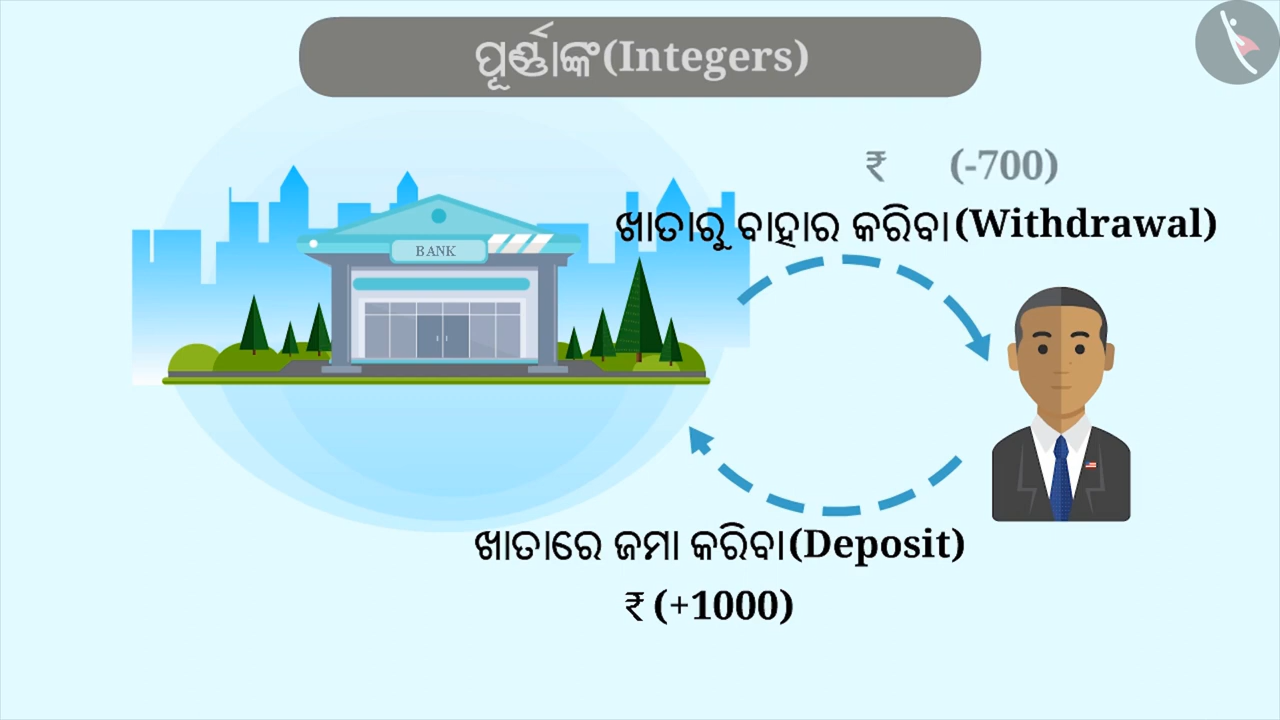 ପୂର୍ଣ୍ଣାଙ୍କ(Integers)
₹ (-700)
ଖାତାରୁ ବାହାର କରିବା(Withdrawal)
BANK
ଖାତାରେ ଜମା କରିବା(Deposit)
₹(+1000)